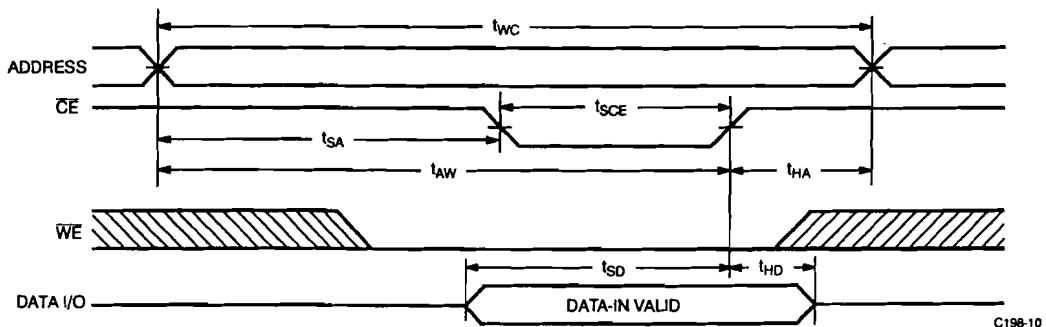 tWC
ADDRESS
CE
tSCE
tSA
tAW
tHA
WE
tSD
tHD
DATA I/O
DATA-IN VALID
C198-10